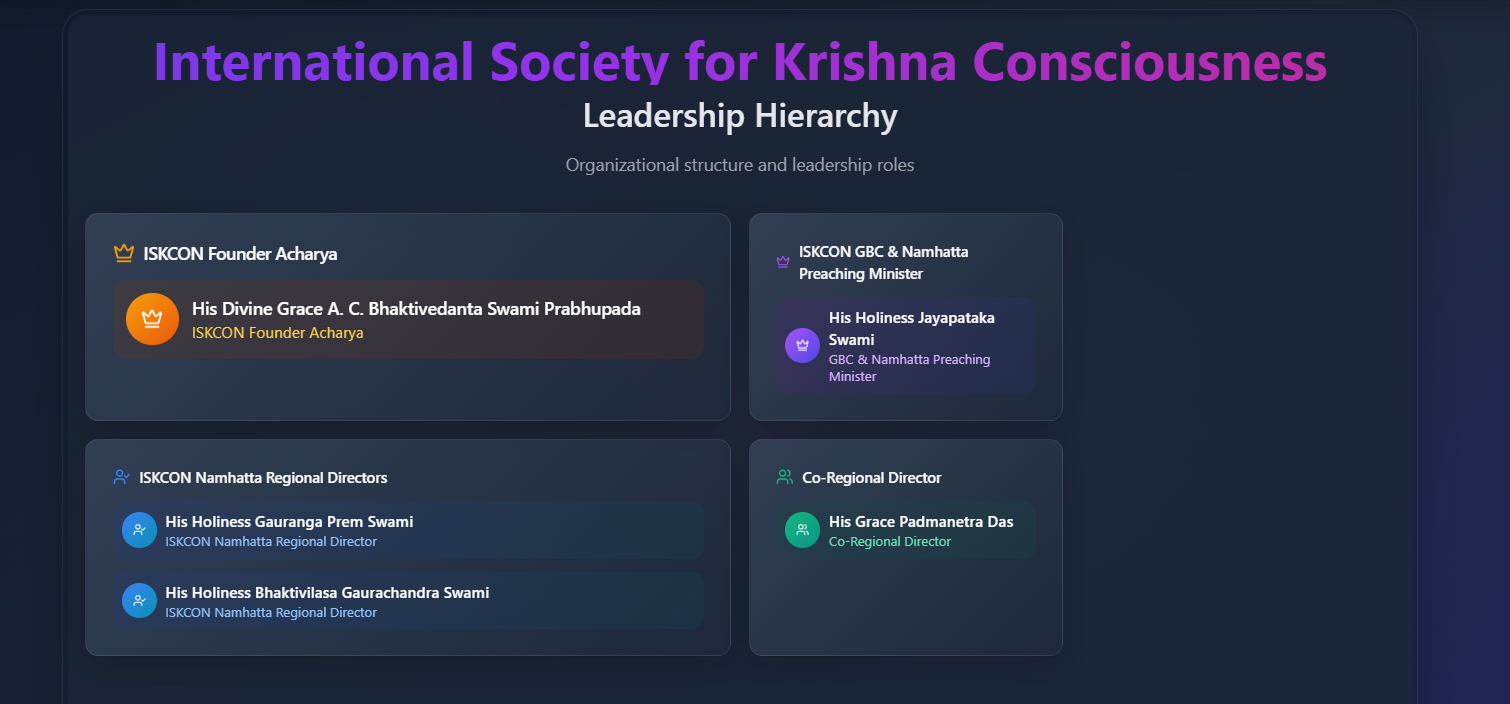 International Society for Krishna Consciousness
Leadership Hierarchy
Organizational structure and leadership roles
ISKCON Founder Acharya
His Divine Grace A. C. Bhaktivedanta Swami Prabhupada
ISKCON Founder Acharya
ISKCON GBC & Namhatta
Preaching Minister
His Holiness Jayapataka
Swami
GBC & Namhatta Preaching
Minister
ISKCON Namhatta Regional Directors
His Holiness Gauranga Prem Swami
ISKCON Namhatta Regional Director
His Holiness Bhaktivilasa Gaurachandra Swami
ISKCON Namhatta Regional Director
Co-Regional Director
His Grace Padmanetra Das
Co-Regional Director